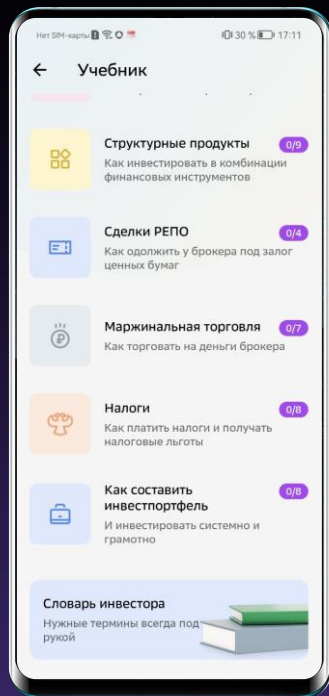 Нет SIM-карты
30 % 17:11
Учебник
Структурные продукты 0/9
Как инвестировать в комбинации
финансовых инструментов
Сделки РЕПО 0/4
Как одолжить у брокера под залог
ценных бумаг
Маржинальная торговля 0/7
Как торговать на деньги брокера
Налоги 0/8
Как платить налоги и получать
налоговые льготы
Как составить 0/8
инвестпортфель
И инвестировать системно и
грамотно
Словарь инвестора
Нужные термины всегда под
рукой